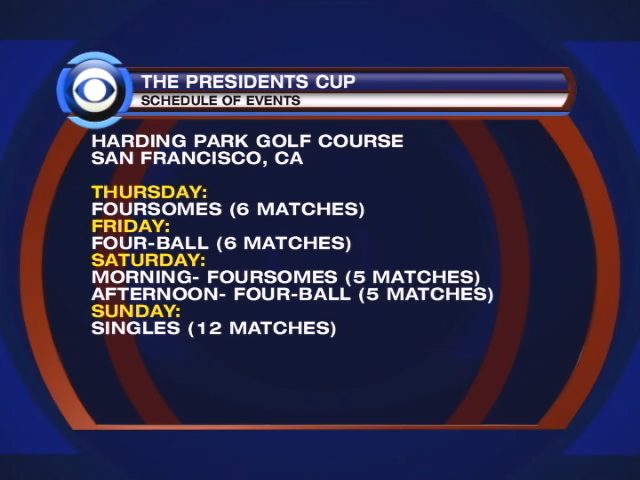 THE PRESIDENTS CUP
SCHEDULE OF EVENTS
HARDING PARK GOLF COURSE
SAN FRANCISCO, CA
THURSDAY:
FOURSOMES (6 MATCHES)
FRIDAY:
FOUR-BALL (6 MATCHES)
SATURDAY:
MORNING- FOURSOMES (5 MATCHES)
AFTERNOON- FOUR-BALL (5 MATCHES)
SUNDAY:
SINGLES (12 MATCHES)